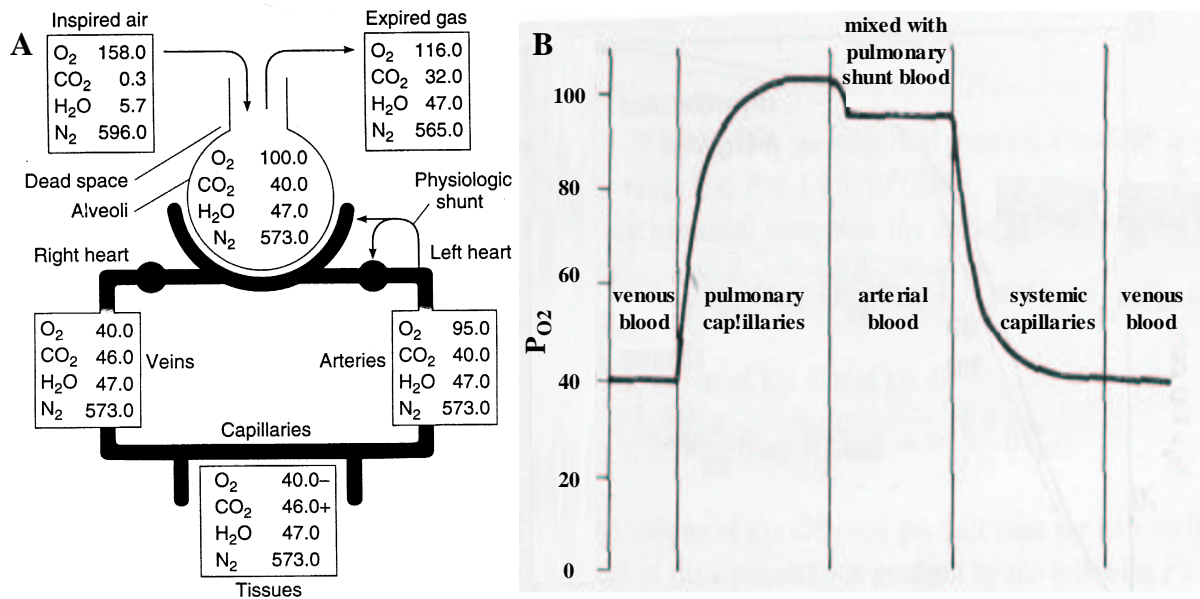 A
Inspired air
O2 158.0
CO2 0.3
H2O 5.7
N2 596.0
Expired gas
O2 116.0
CO2 32.0
H2O 47.0
N2 565.0
Dead space
Alveoli
O2 100.0
CO2 40.0
H2O 47.0
N2 573.0
Physiologic
shunt
Right heart
Left heart
O2 40.0
CO2 46.0
H2O 47.0
N2 573.0
Veins
Arteries
O2 95.0
CO2 40.0
H2O 47.0
N2 573.0
Capillaries
O2 40.0–
CO2 46.0+
H2O 47.0
N2 573.0
Tissues
B
mixed with
pulmonary
shunt blood
100
80
60
40
20
0
PO2
venous
blood
pulmonary
cap!illaries
arterial
blood
systemic
capillaries
venous
blood